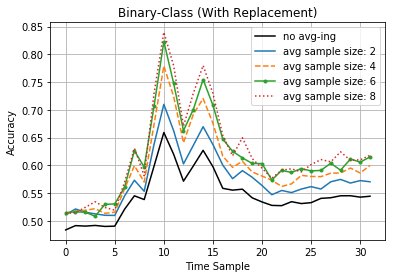 Binary-Class (With Replacement)
Accuracy
0.85
0.80
0.75
0.70
0.65
0.60
0.55
0.50
no avg-ing
avg sample size: 2
avg sample size: 4
avg sample size: 6
avg sample size: 8
0 5 10 15 20 25 30
Time Sample